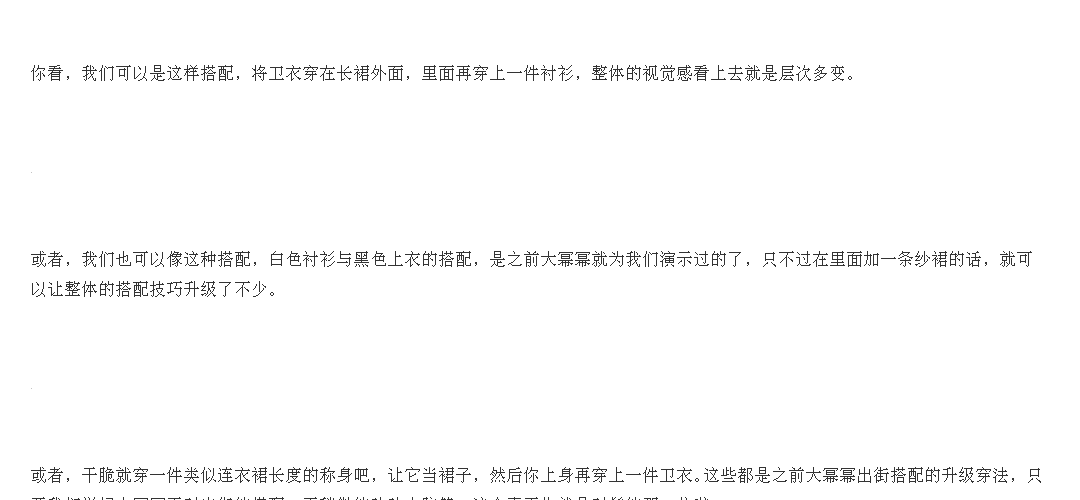 你看，我们可以是这样搭配，将卫衣穿在长裙外面，里面再穿上一件衬衫，整体的视觉感看上去就是层次多变。
或者，我们也可以像这种搭配，白色衬衫与黑色上衣的搭配，是之前大幂幂就为我们演示过的了，只不过在里面加一条纱裙的话，就可
以让整体的搭配技巧升级了不少。
或者，干脆就穿一件类似连衣裙长度的称身吧，让它当裙子，然后你上身再穿上一件卫衣。这些都是之前大幂幂出街搭配的升级穿法，只